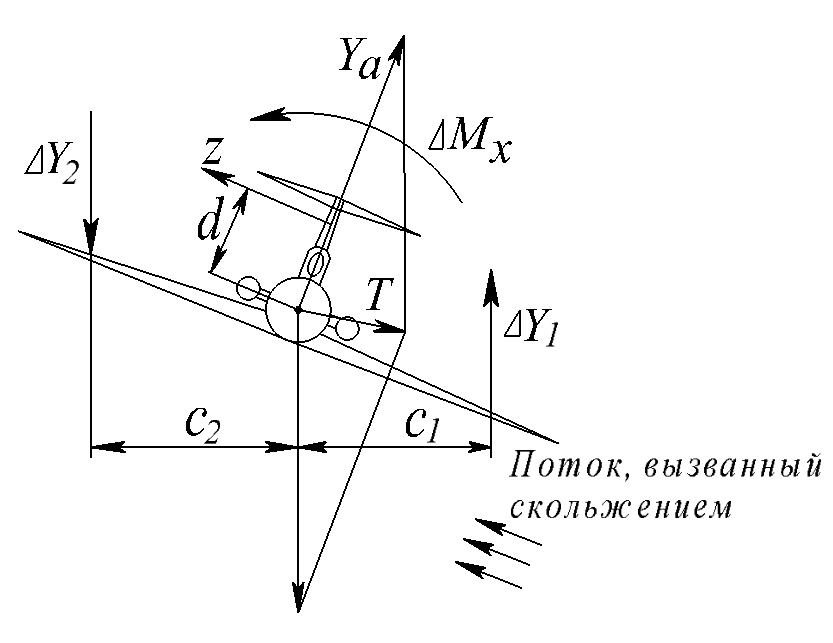 Yₐ
ΔMₓ
z
ΔY₂
d
T
ΔY₁
c₂
c₁
Поток, вызванный
скольжением